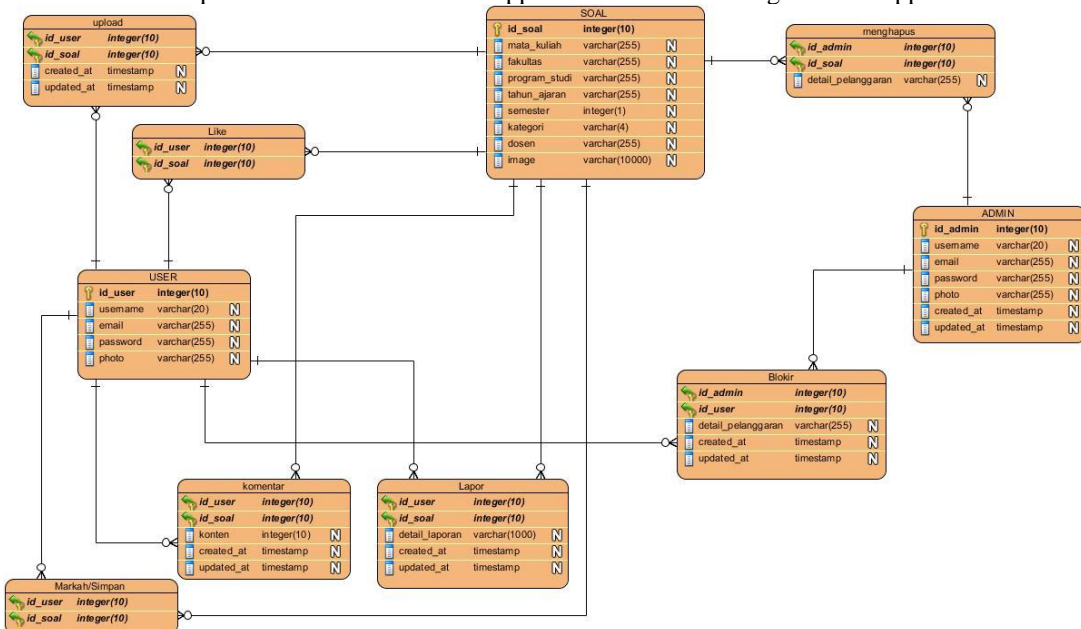 upload
id_user integer(10)
id_soal integer(10)
created_at timestamp N
updated_at timestamp N
SOAL
id_soal integer(10)
mata_kuliah varchar(255) N
fakultas varchar(255) N
program_studi varchar(255) N
tahun_ajaran varchar(255) N
semester integer(1) N
kategori varchar(4) N
dosen varchar(255) N
image varchar(10000) N
menghapus
id_admin integer(10)
id_soal integer(10)
detail_pelanggaran varchar(255) N
Like
id_user integer(10)
id_soal integer(10)
ADMIN
id_admin integer(10)
username varchar(20) N
email varchar(255) N
password varchar(255) N
photo varchar(255) N
created_at timestamp N
updated_at timestamp N
USER
id_user integer(10)
username varchar(20) N
email varchar(255) N
password varchar(255) N
photo varchar(255) N
Blokir
id_admin integer(10)
id_user integer(10)
detail_pelanggaran varchar(255) N
created_at timestamp N
updated_at timestamp N
komentar
id_user integer(10)
id_soal integer(10)
konten integer(10) N
created_at timestamp N
updated_at timestamp N
Lapor
id_user integer(10)
id_soal integer(10)
detail_laporan varchar(1000) N
created_at timestamp N
updated_at timestamp N
Markah/Simpan
id_user integer(10)
id_soal integer(10)